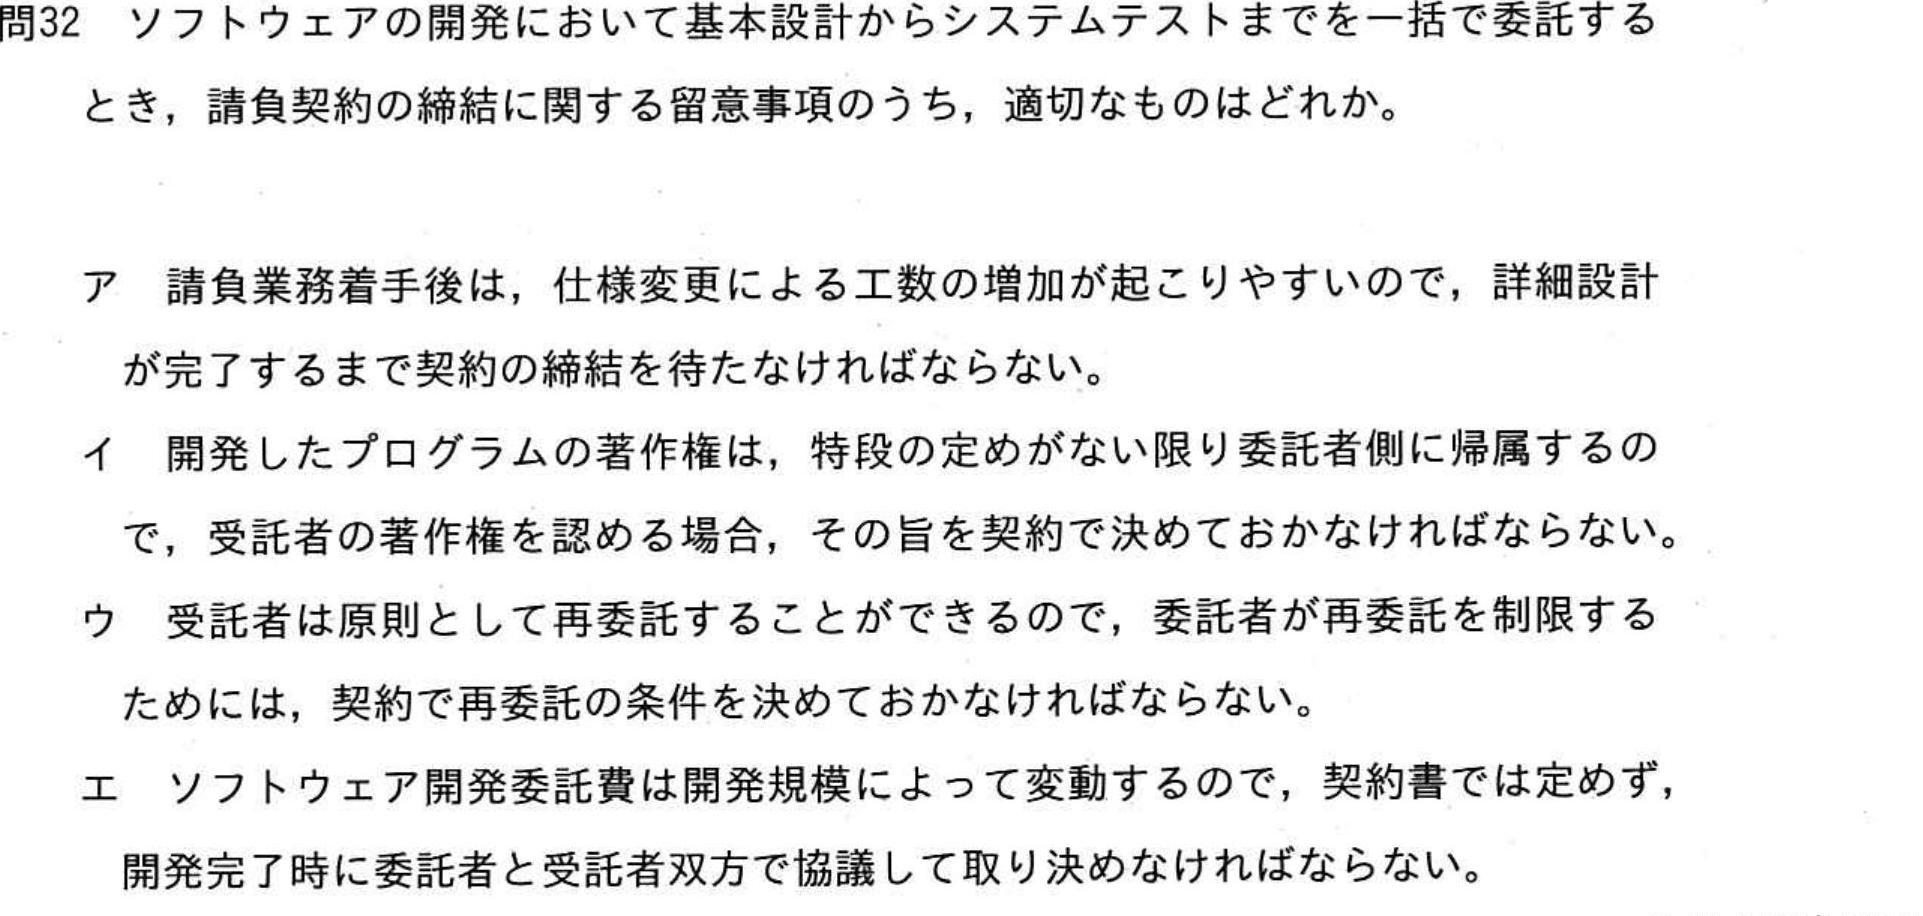 問32 ソフトウェアの開発において基本設計からシステムテストまでを一括で委託する
とき，請負契約の締結に関する留意事項のうち，適切なものはどれか。
ア 請負業務着手後は，仕様変更による工数の増加が起こりやすいので，詳細設計
が完了するまで契約の締結を待たなければならない。
イ 開発したプログラムの著作権は，特段の定めがない限り委託者側に帰属するの
で，受託者の著作権を認める場合，その旨を契約で決めておかなければならない。
ウ 受託者は原則として再委託することができるので，委託者が再委託を制限する
ためには，契約で再委託の条件を決めておかなければならない。
エ ソフトウェア開発委託費は開発規模によって変動するので，契約書では定めず，
開発完了時に委託者と受託者双方で協議して取り決めなければならない。